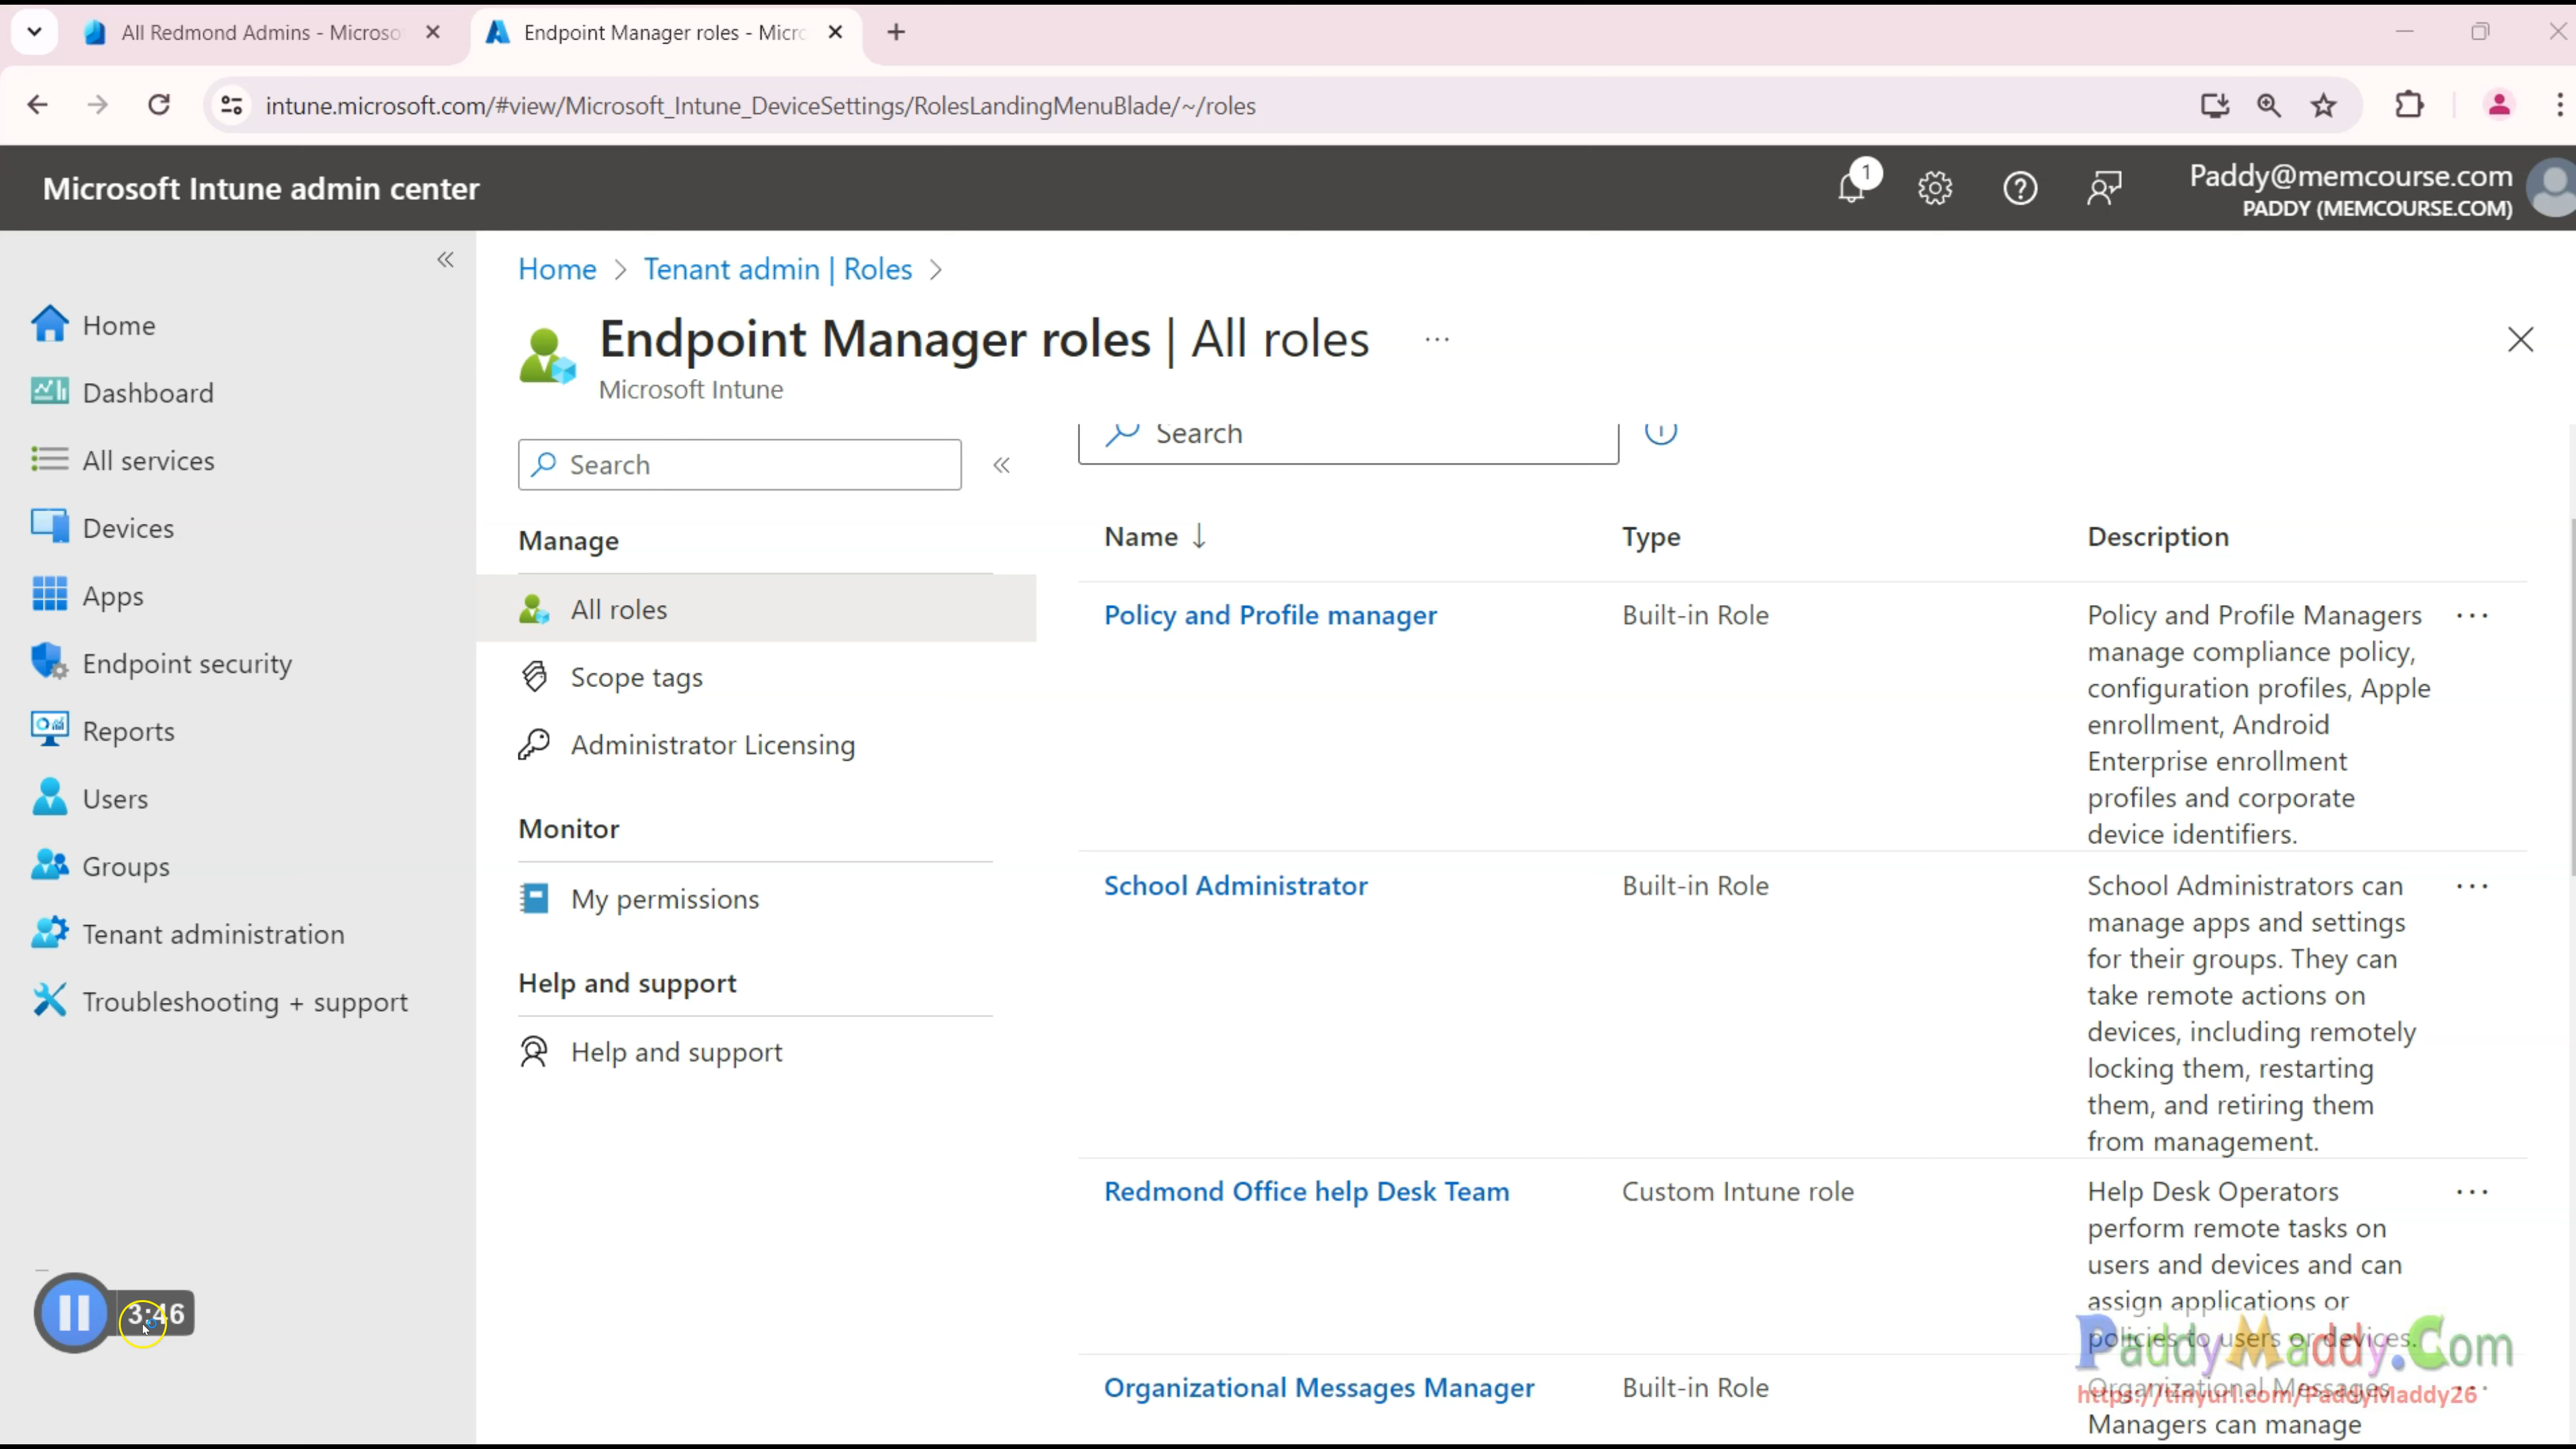 All Redmond Admins - Microso
Endpoint Manager roles - Micro
intune.microsoft.com/#view/Microsoft_Intune_DeviceSettings/RolesLandingMenuBlade/~/roles
Microsoft Intune admin center
1
Paddy@memcourse.com
PADDY (MEMCOURSE.COM)
Home
Dashboard
All services
Devices
Apps
Endpoint security
Reports
Users
Groups
Tenant administration
Troubleshooting + support
3:46
Home > Tenant admin | Roles >
Endpoint Manager roles | All roles ...
Microsoft Intune
Search
Manage
All roles
Scope tags
Administrator Licensing
Monitor
My permissions
Help and support
Help and support
Search
Name ↓ Type Description
Policy and Profile manager Built-in Role Policy and Profile Managers ...
manage compliance policy,
configuration profiles, Apple
enrollment, Android
Enterprise enrollment
profiles and corporate
device identifiers.
School Administrator Built-in Role School Administrators can ...
manage apps and settings
for their groups. They can
take remote actions on
devices, including remotely
locking them, restarting
them, and retiring them
from management.
Redmond Office help Desk Team Custom Intune role Help Desk Operators ...
perform remote tasks on
users and devices and can
assign applications or
policies to users or devices.
PaddyMaddy.Com
Organizational Messages Manager Built-in Role Organizational Messages ...
https://tinyurl.com/PaddyMaddy26
Managers can manage